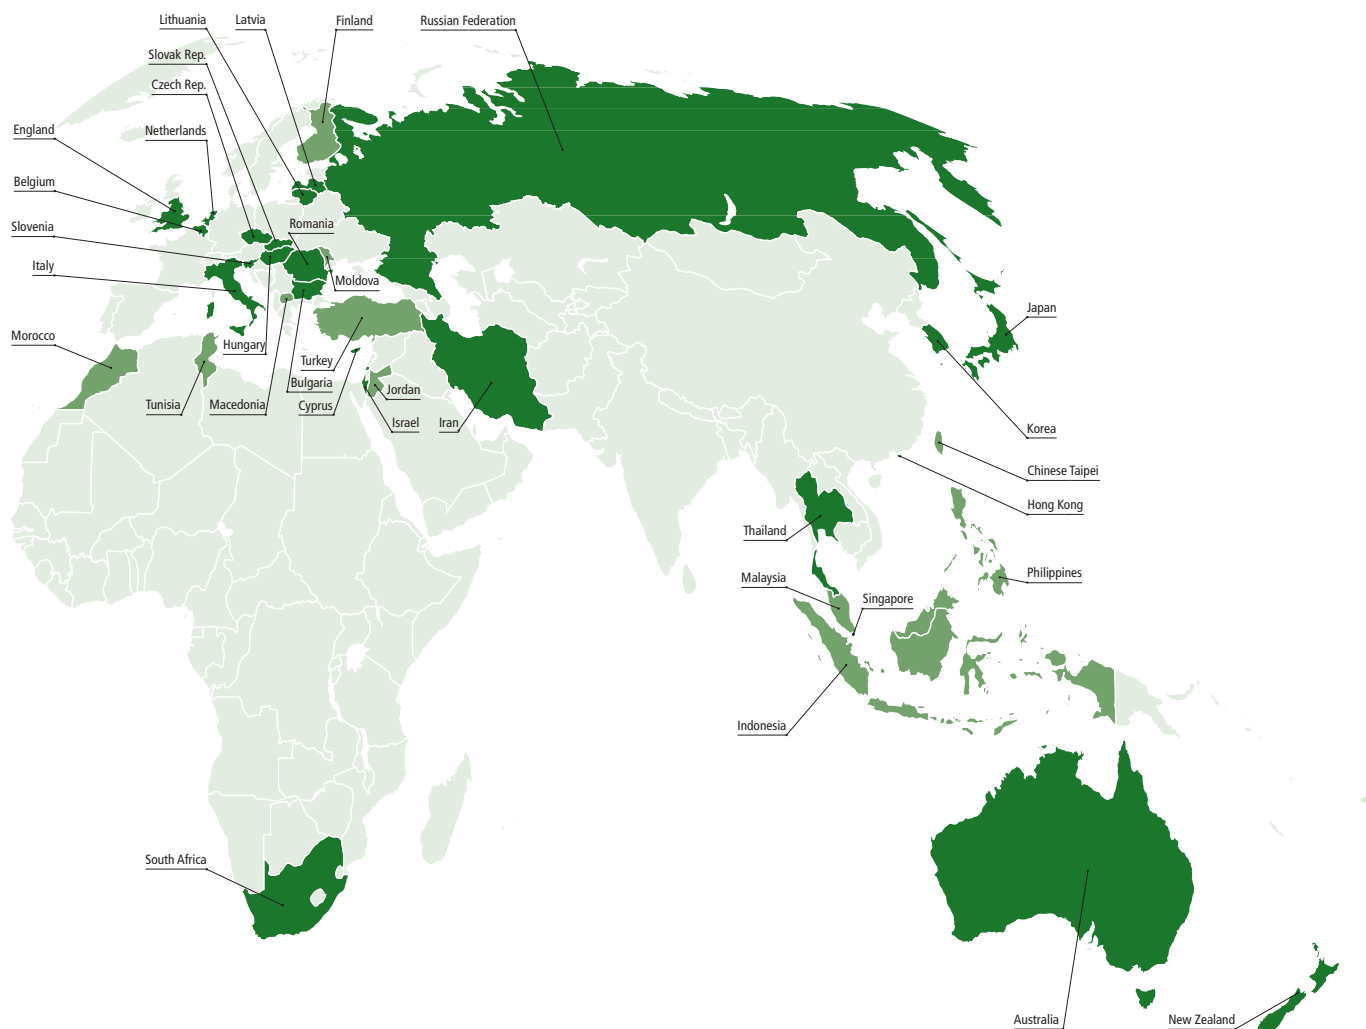 Lithuania
Latvia
Finland
Russian Federation
Slovak Rep.
Czech Rep.
England
Netherlands
Belgium
Slovenia
Romania
Italy
Moldova
Japan
Morocco
Hungary
Turkey
Bulgaria
Jordan
Tunisia
Macedonia
Cyprus
Israel
Iran
Korea
Chinese Taipei
Hong Kong
Thailand
Malaysia
Philippines
Singapore
Indonesia
South Africa
Australia
New Zealand